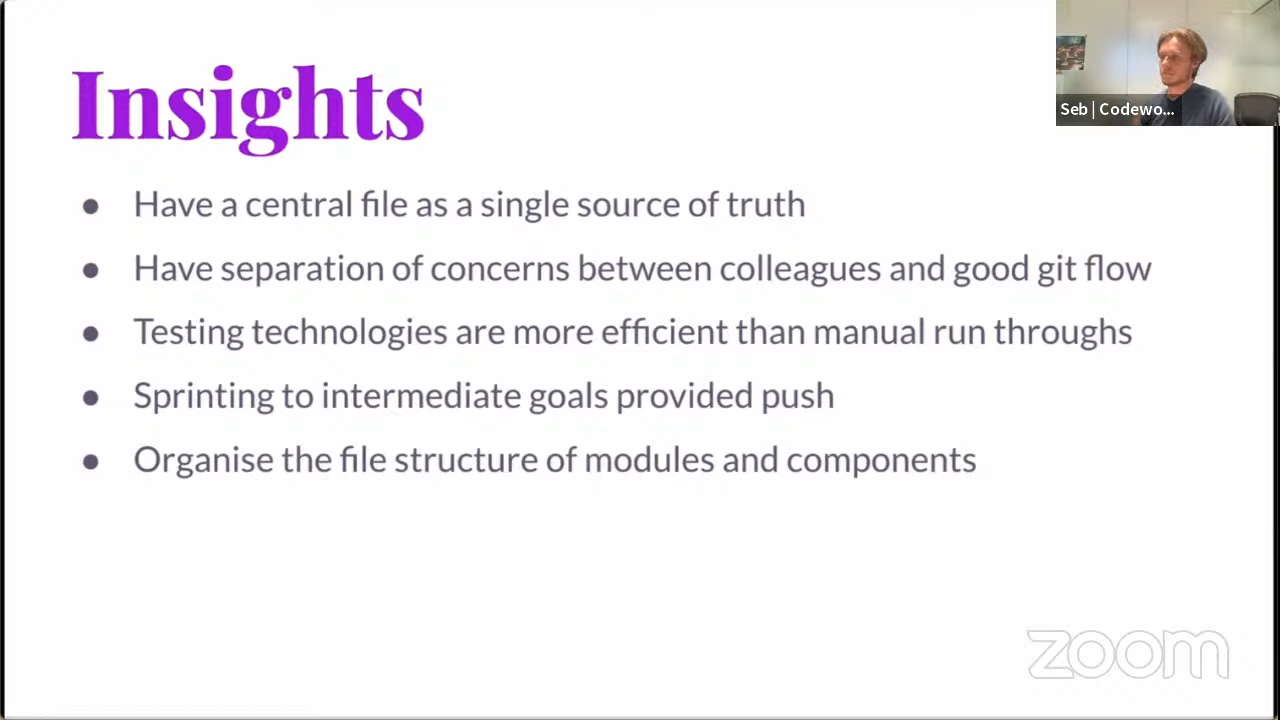 Insights
Seb | Codewo...
● Have a central file as a single source of truth
● Have separation of concerns between colleagues and good git flow
● Testing technologies are more efficient than manual run throughs
● Sprinting to intermediate goals provided push
● Organise the file structure of modules and components
zoom